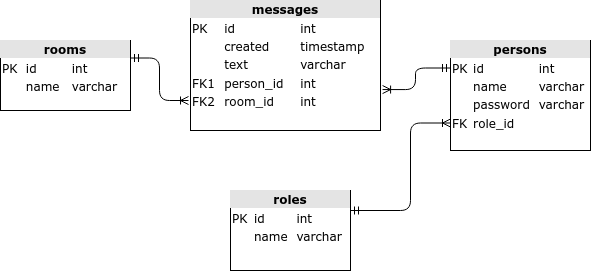 messages
PK id int
created timestamp
text varchar
FK1 person_id int
FK2 room_id int
rooms
PK id int
name varchar
persons
PK id int
name varchar
password varchar
FK role_id
roles
PK id int
name varchar